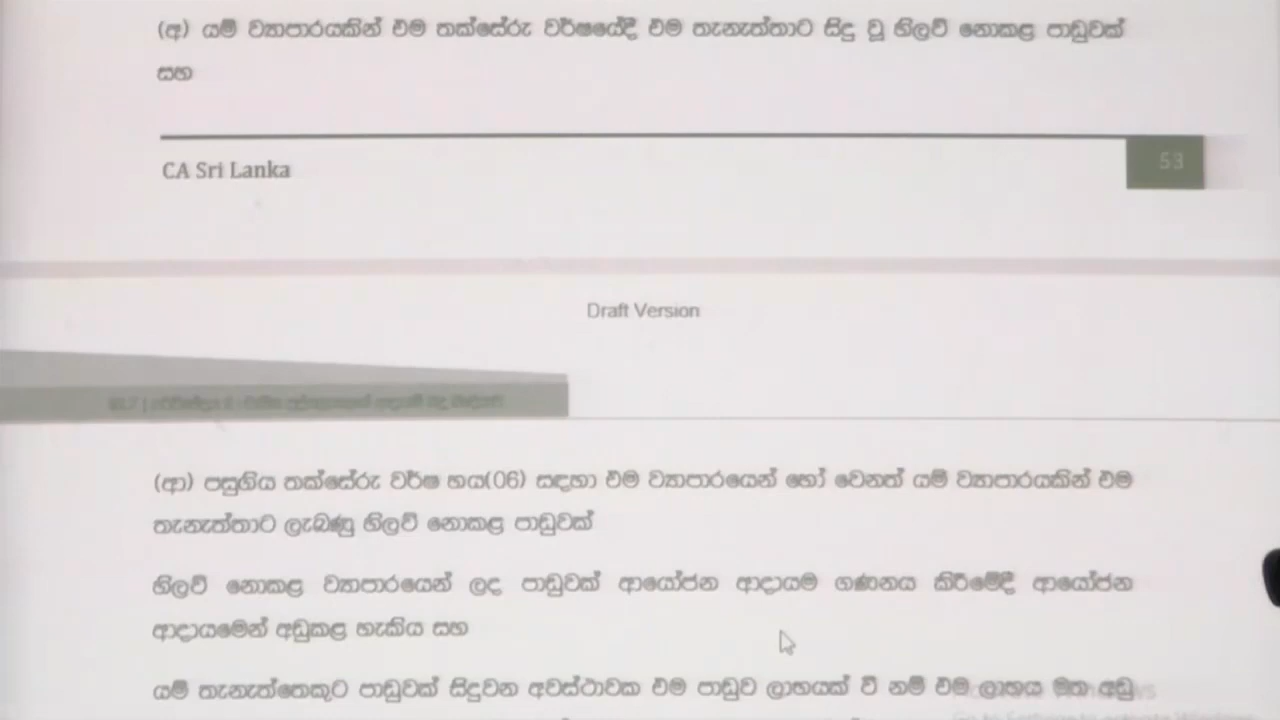 (අ) යම් ව්‍යාපාරයකින් එම තක්සේරු වර්ෂයේදී එම තැනැත්තාට සිදු වූ හිලව් නොකළ පාඩුවක්
සහ
CA Sri Lanka
53
Draft Version
(ආ) පසුගිය තක්සේරු වර්ෂ හය(06) සඳහා එම ව්‍යාපාරයෙන් හෝ වෙනත් යම් ව්‍යාපාරයකින් එම
තැනැත්තාට ලැබුණු හිලව් නොකළ පාඩුවක්
හිලව් නොකළ ව්‍යාපාරයෙන් ලද පාඩුවක් ආයෝජන ආදායම ගණනය කිරීමේදී ආයෝජන
ආදායමෙන් අඩුකළ හැකිය සහ
යම් තැනැත්තෙකුට පාඩුවක් සිදුවන අවස්ථාවක එම පාඩුව ලාභයක් වී නම් එම ලාභය මත අඩු